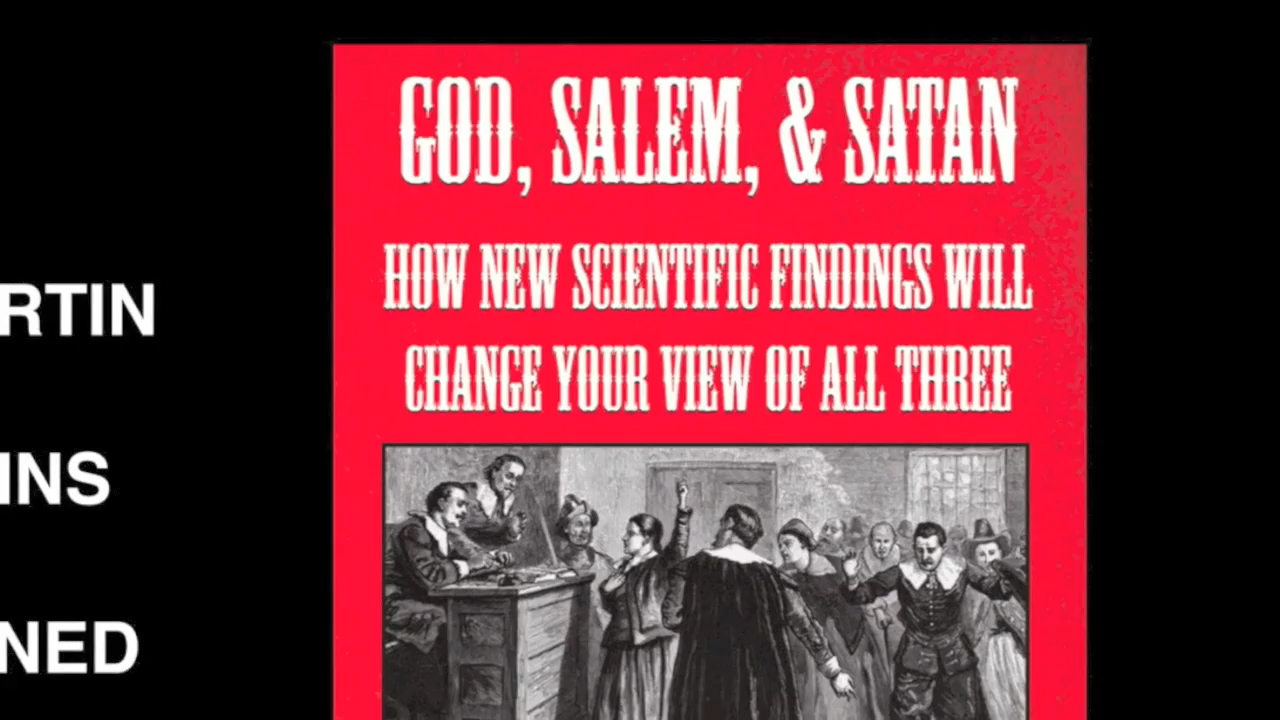 GOD, SALEM, & SATAN
HOW NEW SCIENTIFIC FINDINGS WILL
CHANGE YOUR VIEW OF ALL THREE
RTIN
INS
NED